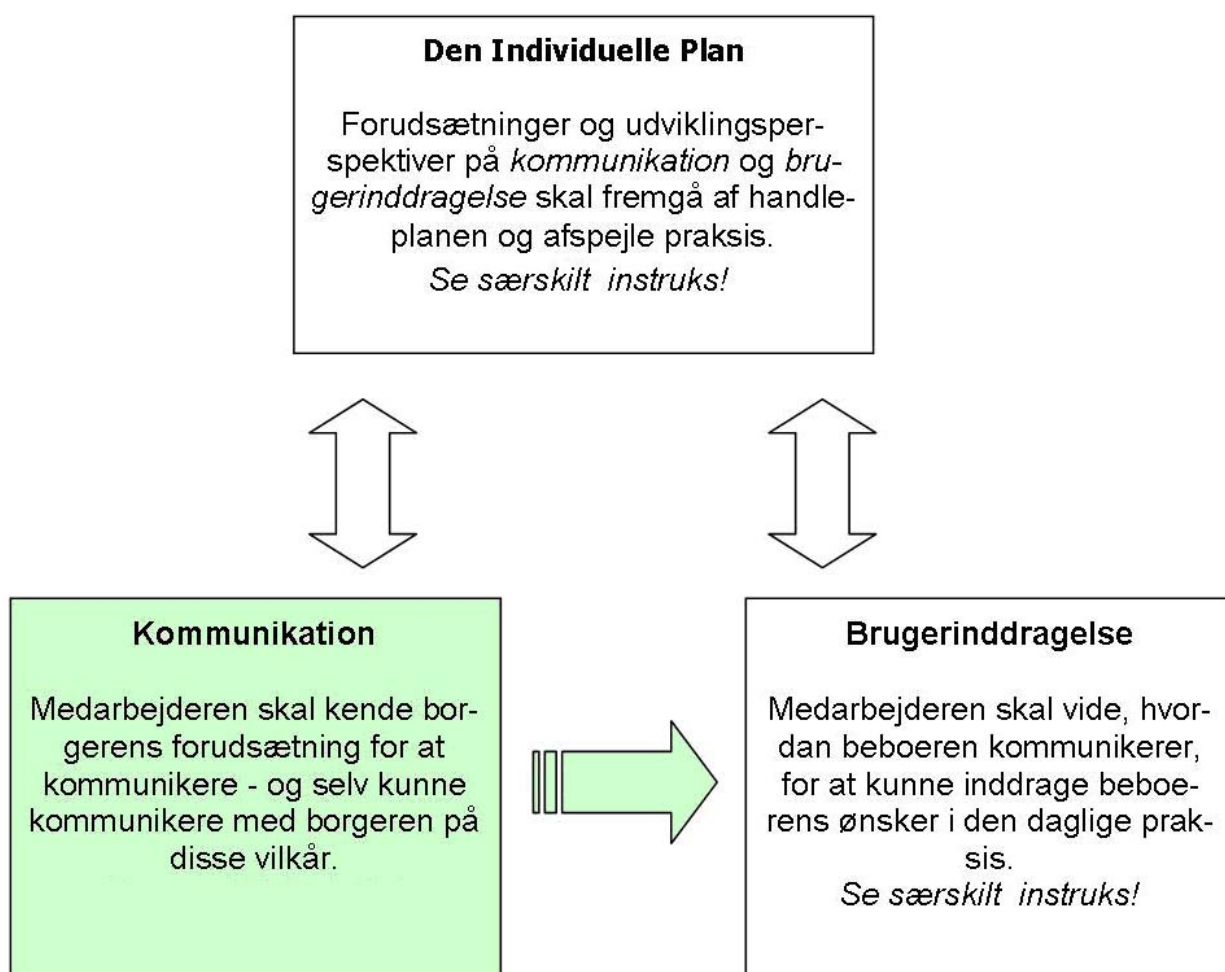 Den Individuelle Plan
Forudsætninger og udviklingsper-
spektiver på kommunikation og bru-
gerinddragelse skal fremgå af handle-
planen og afspejle praksis.
Se særskilt instruks!
Kommunikation
Medarbejderen skal kende bor-
gerens forudsætning for at
kommunikere - og selv kunne
kommunikere med borgeren på
disse vilkår.
Brugerinddragelse
Medarbejderen skal vide, hvor-
dan beboeren kommunikerer,
for at kunne inddrage beboe-
rens ønsker i den daglige prak-
sis.
Se særskilt instruks!